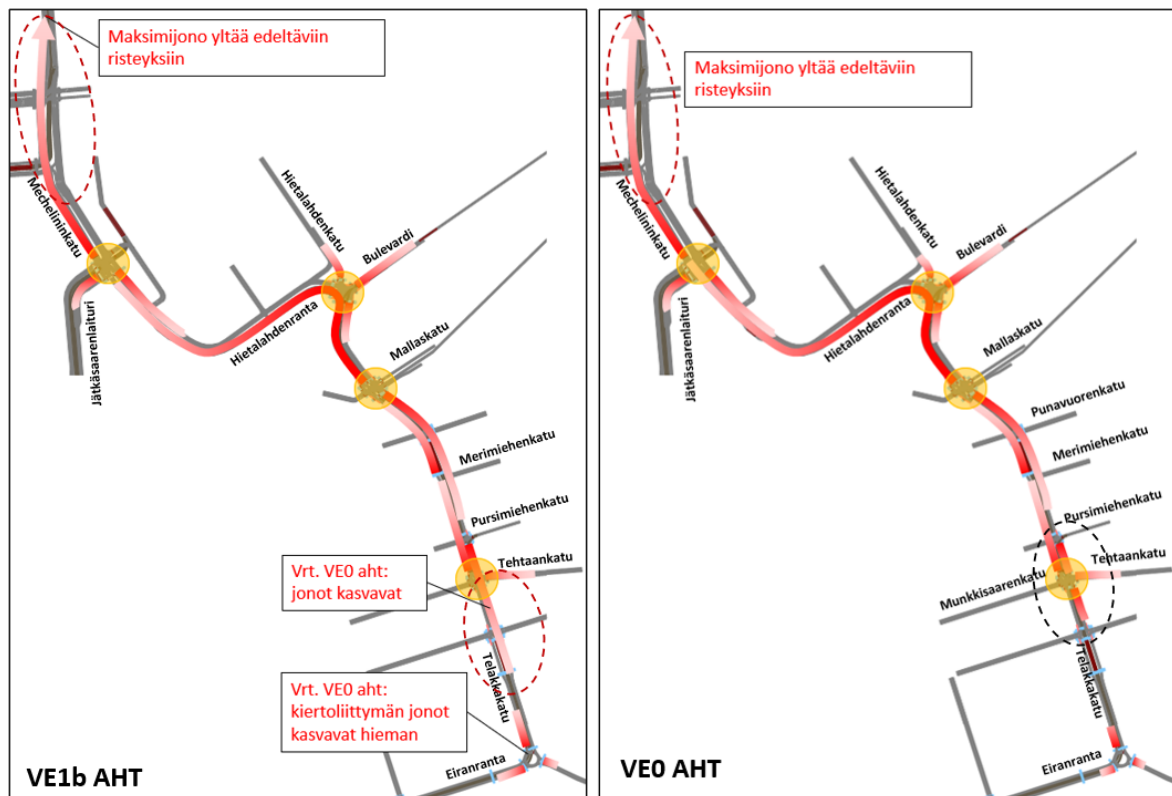 Maksimijono yltää edeltäviin
risteyksiin
Mechelininkatu
Jätkäsaarenlaituri
Hietalahdenkatu
Bulevardi
Hietalahdenranta
Mallaskatu
Merimiehenkatu
Pursimiehenkatu
Tehtaankatu
Vrt. VE0 aht:
jonot kasvavat
Telakkakatu
Vrt. VE0 aht:
kiertoliittymän jonot
kasvavat hieman
Eiranranta
VE1b AHT
Maksimijono yltää edeltäviin
risteyksiin
Mechelininkatu
Jätkäsaarenlaituri
Hietalahdenkatu
Bulevardi
Hietalahdenranta
Mallaskatu
Punavuorenkatu
Merimiehenkatu
Pursimiehenkatu
Tehtaankatu
Munkkisaarenkatu
Telakkakatu
Eiranranta
VE0 AHT